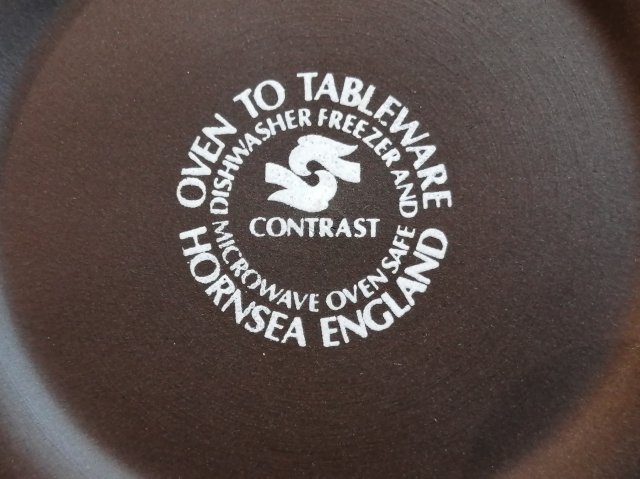 OVEN TO TABLEWARE
DISHWASHER FREEZER AND
CONTRAST
MICROWAVE OVEN SAFE
HORNSEA ENGLAND